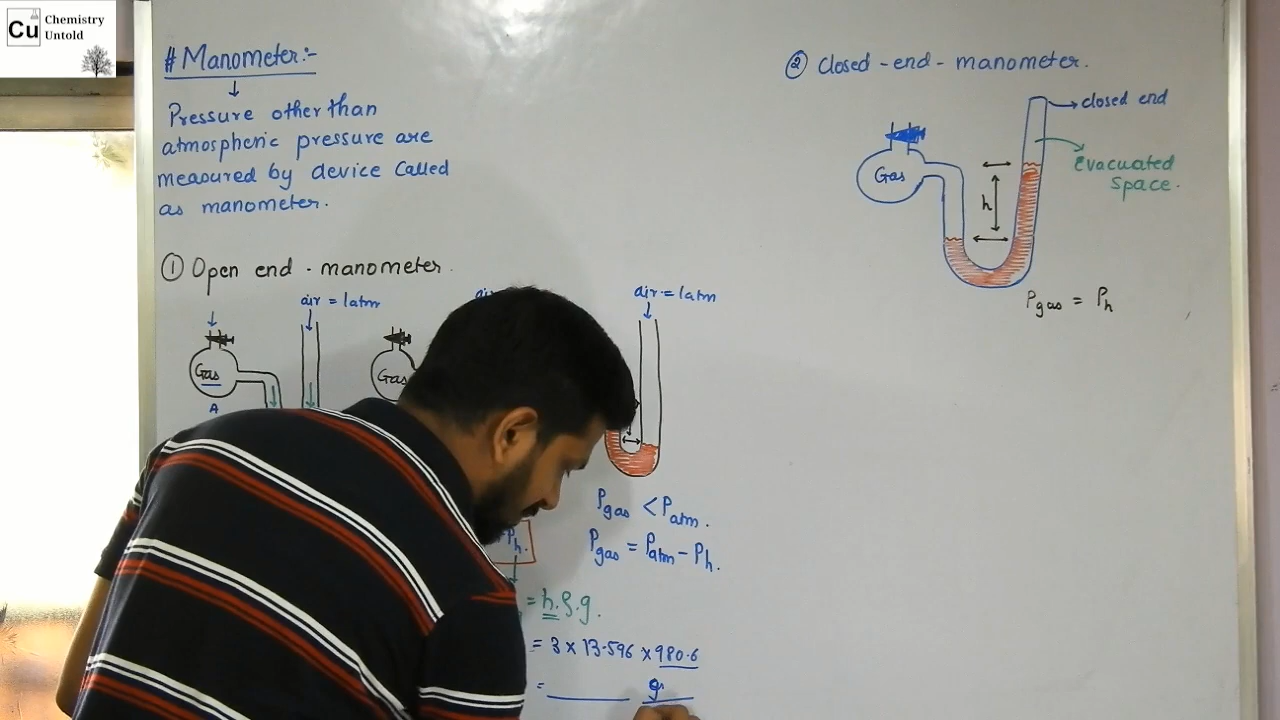 Cu
Chemistry
Untold
# Manometer:-
Pressure other than
atmospheric pressure are
measured by device Called
as manometer.
① Open end - manometer.
air = 1atm
Gas
A
Gas
air = 1atm
Pgas < Patm.
Pgas = Patm - Ph.
Ph.
= h.ρ.g.
= 3 x 13.596 x 980.6
=
② Closed - end - manometer.
closed end
Gas
Evacuated
Space.
h
Pgas = Ph